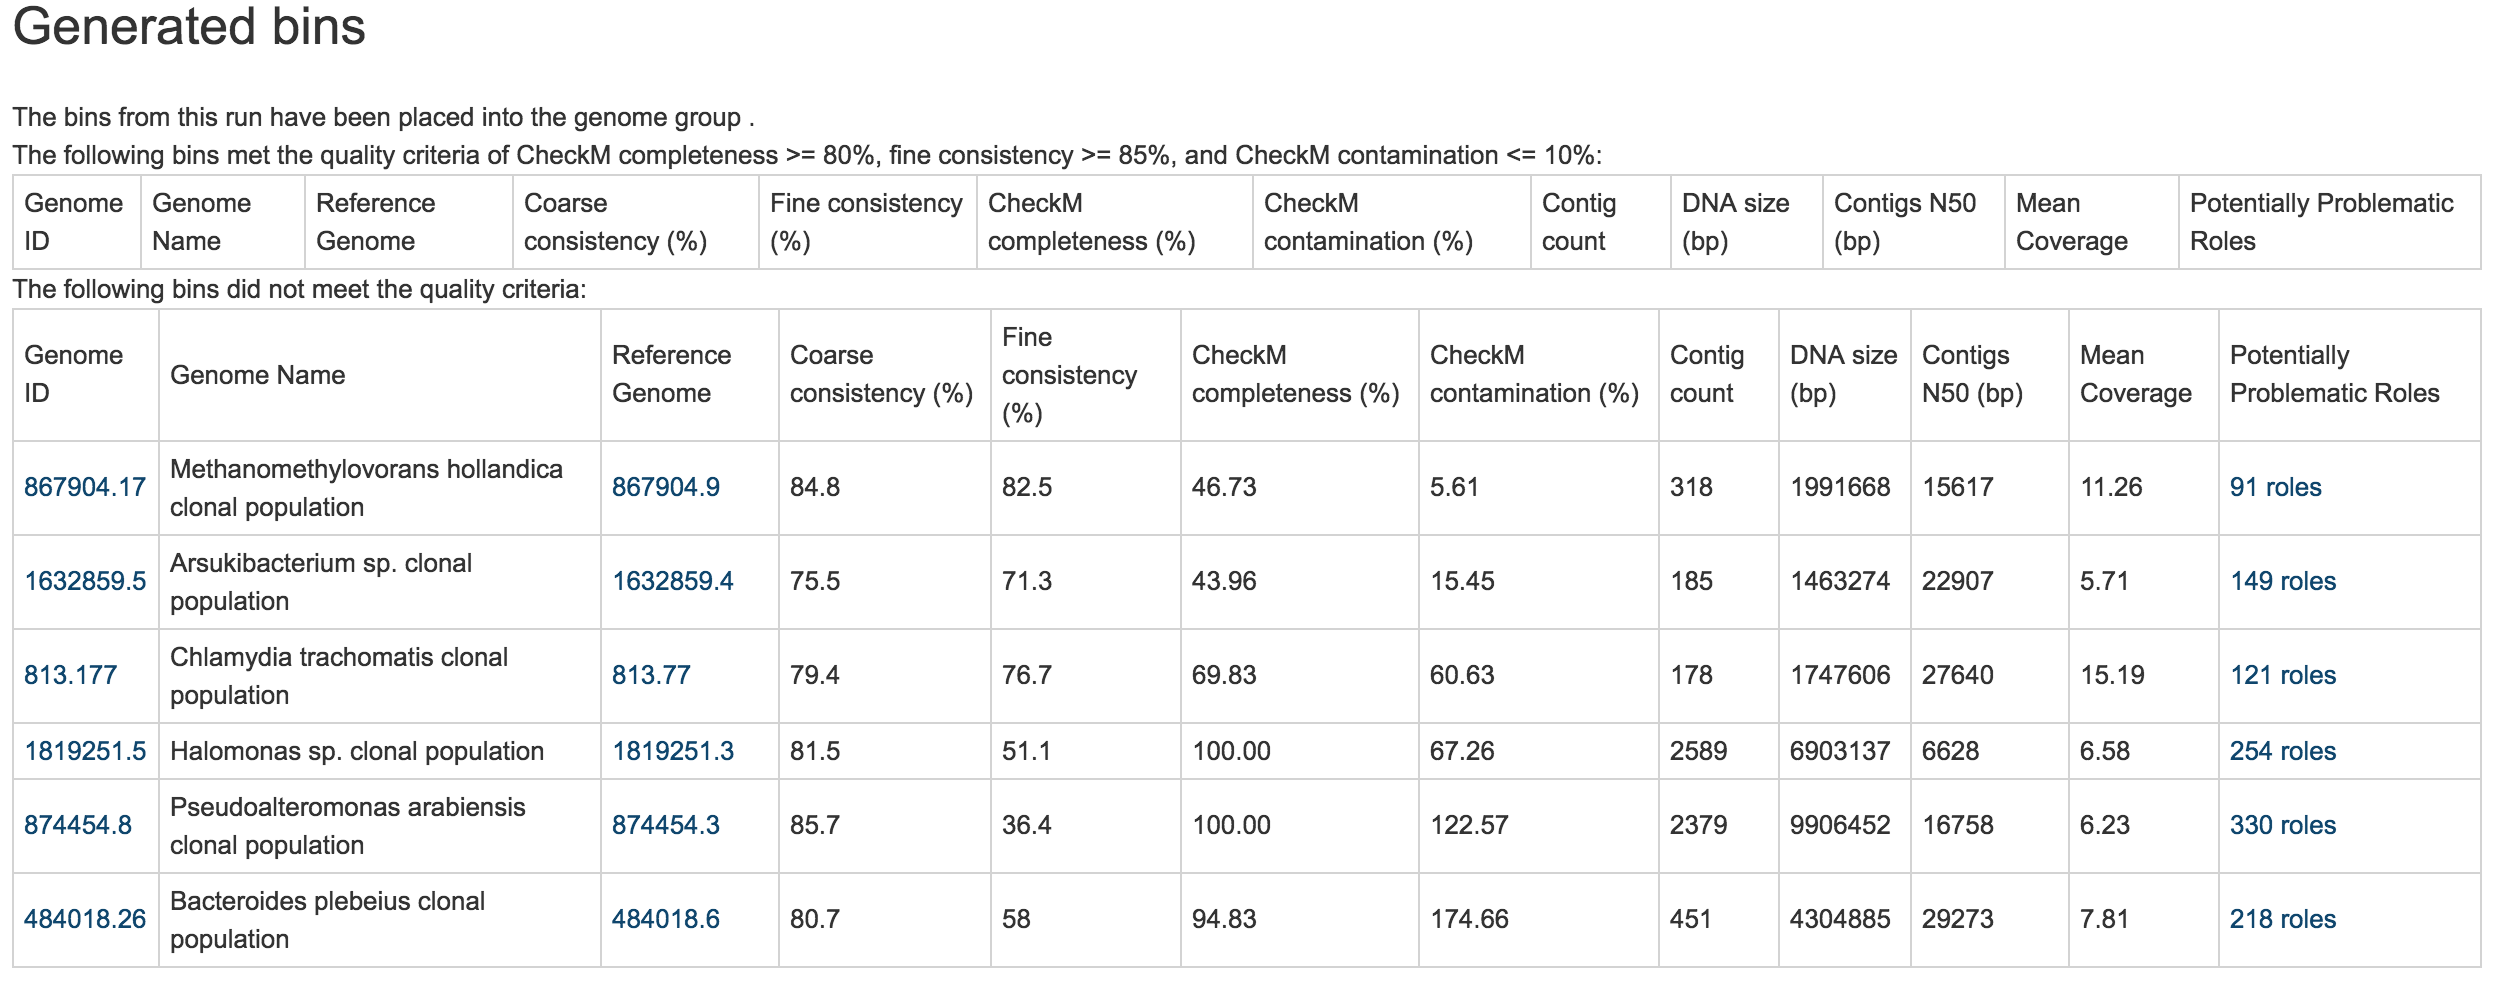 Generated bins
The bins from this run have been placed into the genome group .
The following bins met the quality criteria of CheckM completeness >= 80%, fine consistency >= 85%, and CheckM contamination <= 10%:
Genome ID Genome Name Reference Genome Coarse consistency (%) Fine consistency (%) CheckM completeness (%) CheckM contamination (%) Contig count DNA size (bp) Contigs N50 (bp) Mean Coverage Potentially Problematic Roles
The following bins did not meet the quality criteria:
Genome ID Genome Name Reference Genome Coarse consistency (%) Fine consistency (%) CheckM completeness (%) CheckM contamination (%) Contig count DNA size (bp) Contigs N50 (bp) Mean Coverage Potentially Problematic Roles
867904.17 Methanomethylovorans hollandica clonal population 867904.9 84.8 82.5 46.73 5.61 318 1991668 15617 11.26 91 roles
1632859.5 Arsukibacterium sp. clonal population 1632859.4 75.5 71.3 43.96 15.45 185 1463274 22907 5.71 149 roles
813.177 Chlamydia trachomatis clonal population 813.77 79.4 76.7 69.83 60.63 178 1747606 27640 15.19 121 roles
1819251.5 Halomonas sp. clonal population 1819251.3 81.5 51.1 100.00 67.26 2589 6903137 6628 6.58 254 roles
874454.8 Pseudoalteromonas arabiensis clonal population 874454.3 85.7 36.4 100.00 122.57 2379 9906452 16758 6.23 330 roles
484018.26 Bacteroides plebeius clonal population 484018.6 80.7 58 94.83 174.66 451 4304885 29273 7.81 218 roles